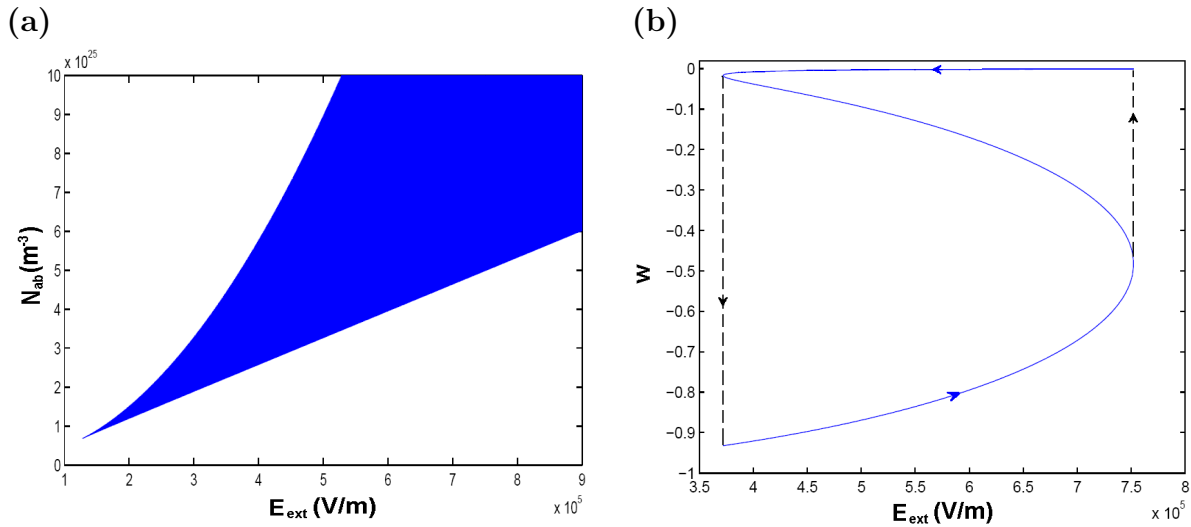 (a)
x 10^25
10
9
8
7
6
5
4
3
2
1
0
N_ab (m^-3)
1 2 3 4 5 6 7 8 9
x 10^5
E_ext (V/m)
(b)
0
−0.1
−0.2
−0.3
−0.4
−0.5
−0.6
−0.7
−0.8
−0.9
−1
w
3.5 4 4.5 5 5.5 6 6.5 7 7.5 8
x 10^5
E_ext (V/m)